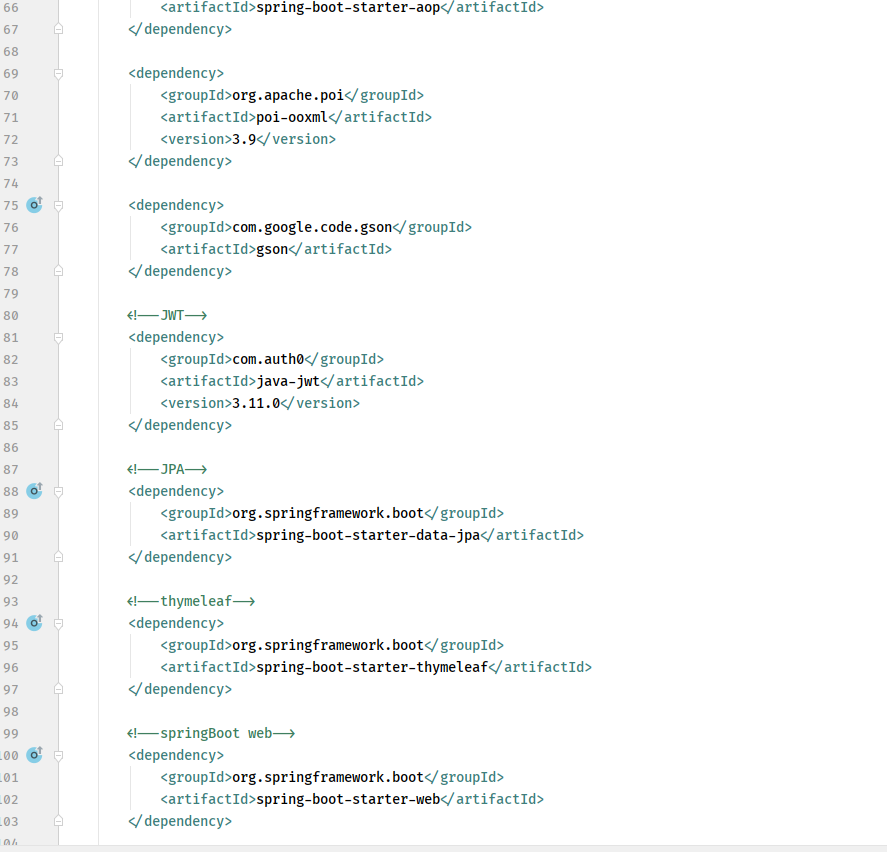 66 <artifactId>spring-boot-starter-aop</artifactId>
67 </dependency>
68
69 <dependency>
70 <groupId>org.apache.poi</groupId>
71 <artifactId>poi-ooxml</artifactId>
72 <version>3.9</version>
73 </dependency>
74
75 <dependency>
76 <groupId>com.google.code.gson</groupId>
77 <artifactId>gson</artifactId>
78 </dependency>
79
80 <!--JWT-->
81 <dependency>
82 <groupId>com.auth0</groupId>
83 <artifactId>java-jwt</artifactId>
84 <version>3.11.0</version>
85 </dependency>
86
87 <!--JPA-->
88 <dependency>
89 <groupId>org.springframework.boot</groupId>
90 <artifactId>spring-boot-starter-data-jpa</artifactId>
91 </dependency>
92
93 <!--thymeleaf-->
94 <dependency>
95 <groupId>org.springframework.boot</groupId>
96 <artifactId>spring-boot-starter-thymeleaf</artifactId>
97 </dependency>
98
99 <!--springBoot web-->
100 <dependency>
101 <groupId>org.springframework.boot</groupId>
102 <artifactId>spring-boot-starter-web</artifactId>
103 </dependency>
104